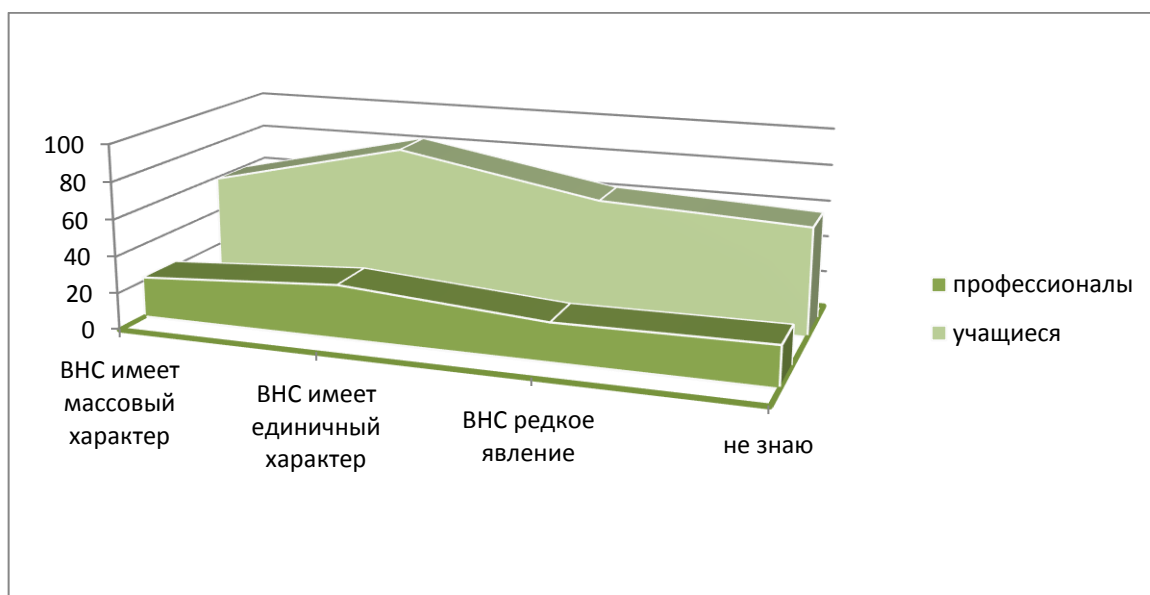 100
80
60
40
20
0
ВНС имеет
массовый
характер
ВНС имеет
единичный
характер
ВНС редкое
явление
не знаю
профессионалы
учащиеся